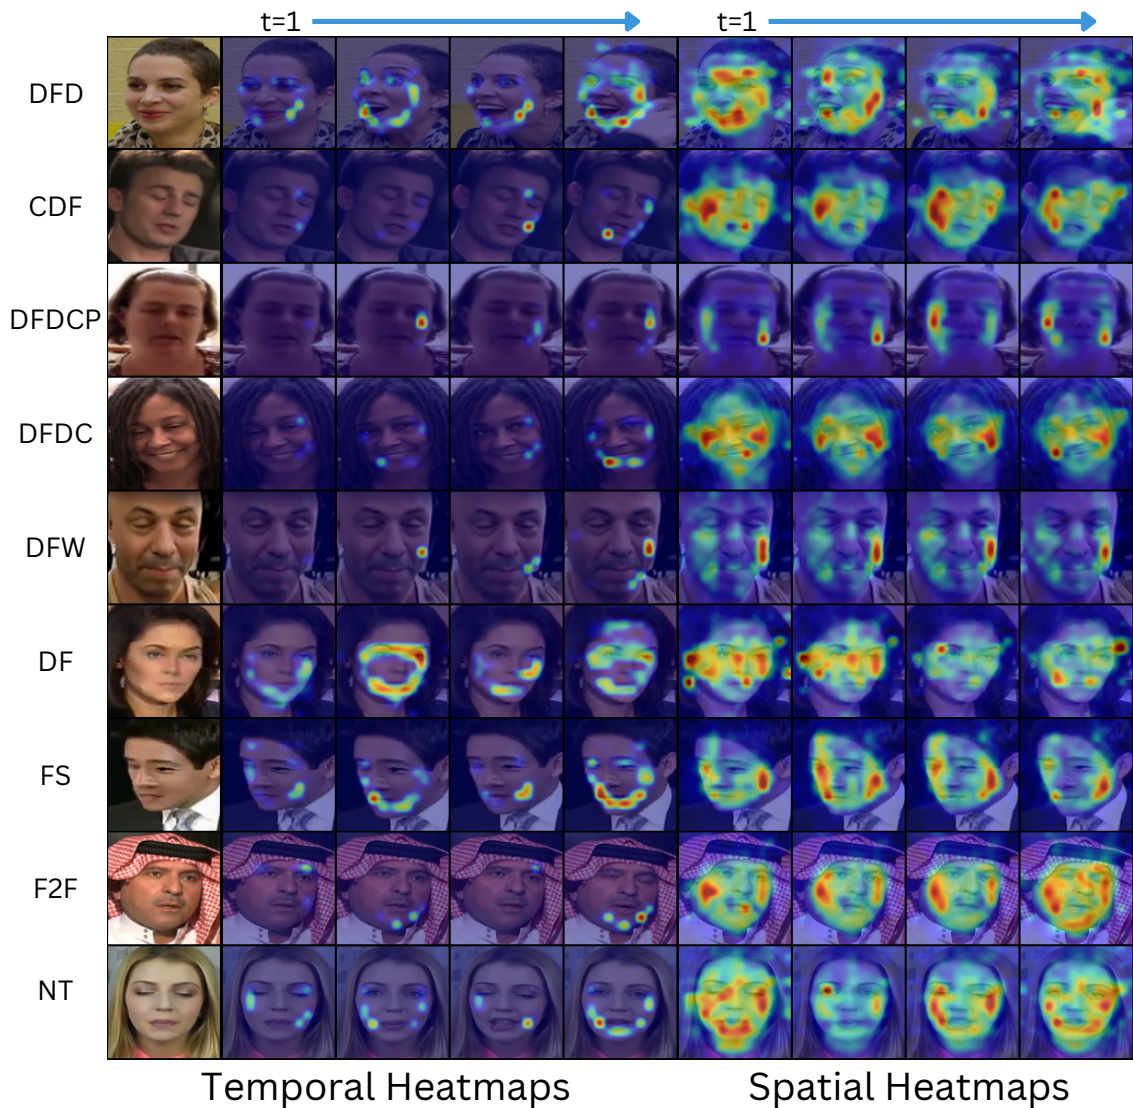 t=1 t=1
DFD
CDF
DFDCP
DFDC
DFW
DF
FS
F2F
NT
Temporal Heatmaps Spatial Heatmaps